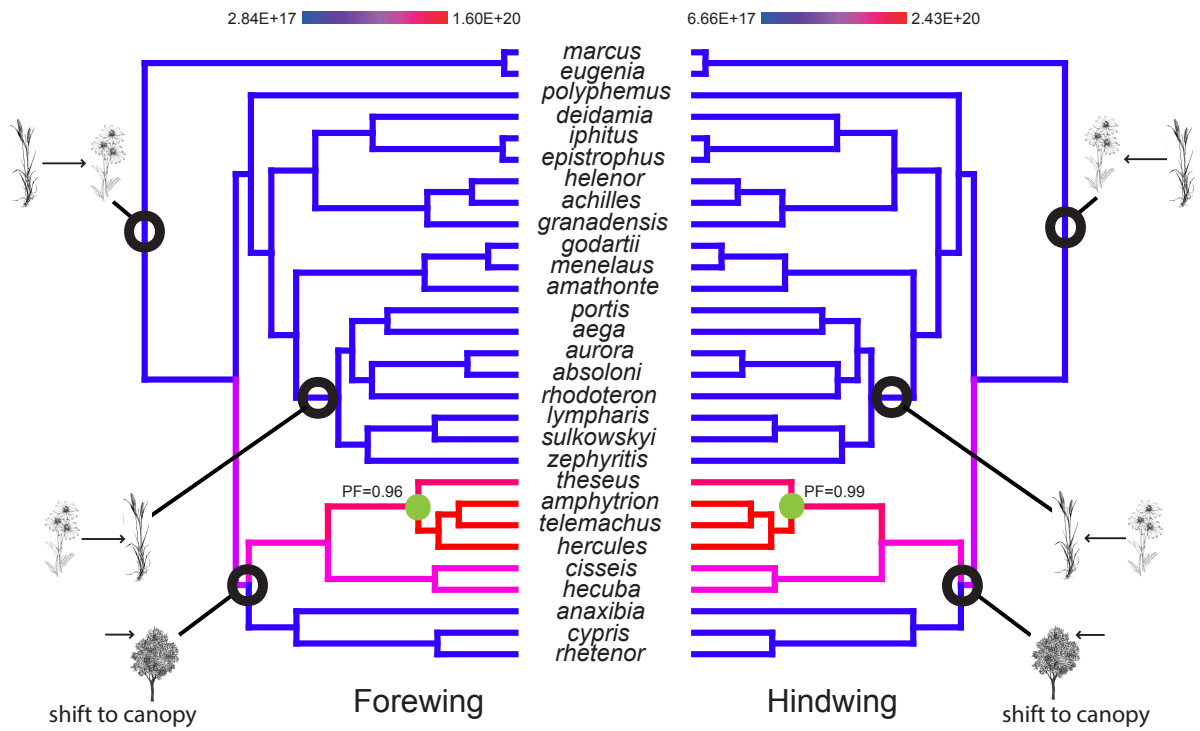 2.84E+17 1.60E+20 6.66E+17 2.43E+20
marcus
eugenia
polyphemus
deidamia
iphitus
epistrophus
helenor
achilles
granadensis
godartii
menelaus
amathonte
portis
aega
aurora
absoloni
rhodoteron
lympharis
sulkowskyi
zephyritis
theseus
PF=0.96 PF=0.99
amphytrion
telemachus
hercules
cisseis
hecuba
anaxibia
cypris
rhetenor
Forewing Hindwing
shift to canopy shift to canopy